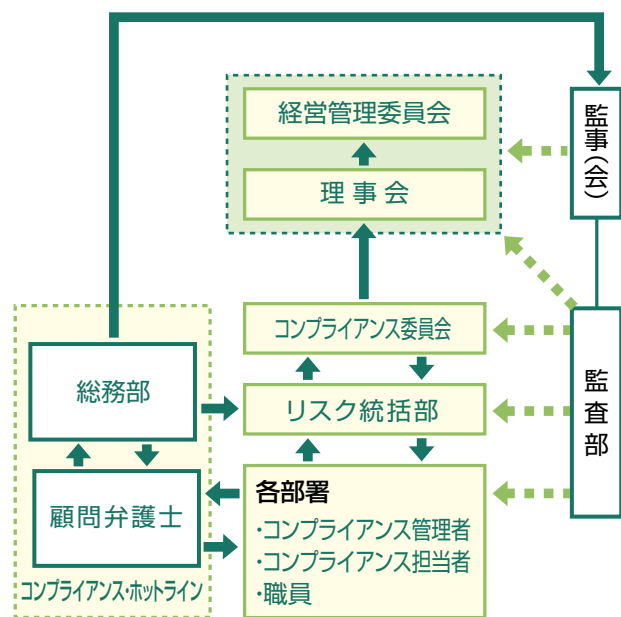 経営管理委員会
理事会
監事(会)
コンプライアンス委員会
総務部
リスク統括部
監査部
顧問弁護士
コンプライアンス・ホットライン
各部署
・コンプライアンス管理者
・コンプライアンス担当者
・職員